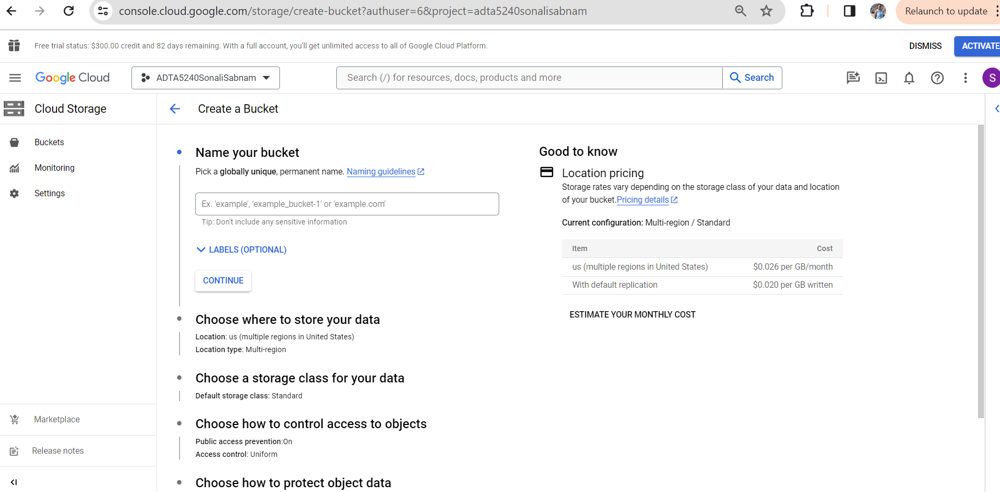 console.cloud.google.com/storage/create-bucket?authuser=6&project=adta5240sonalisabnam
Relaunch to update
Free trial status: $300.00 credit and 82 days remaining. With a full account, you'll get unlimited access to all of Google Cloud Platform.
DISMISS
ACTIVATE
Google Cloud
ADTA5240SonaliSabnam
Search (/) for resources, docs, products and more
Search
S
Cloud Storage
Create a Bucket
Buckets
Monitoring
Settings
Marketplace
Release notes
Name your bucket
Pick a globally unique, permanent name. Naming guidelines
Ex. 'example', 'example_bucket-1' or 'example.com'
Tip: Don't include any sensitive information
LABELS (OPTIONAL)
CONTINUE
Choose where to store your data
Location: us (multiple regions in United States)
Location type: Multi-region
Choose a storage class for your data
Default storage class: Standard
Choose how to control access to objects
Public access prevention:On
Access control: Uniform
Choose how to protect object data
Good to know
Location pricing
Storage rates vary depending on the storage class of your data and location
of your bucket.Pricing details
Current configuration: Multi-region / Standard
Item Cost
us (multiple regions in United States) $0.026 per GB/month
With default replication $0.020 per GB written
ESTIMATE YOUR MONTHLY COST